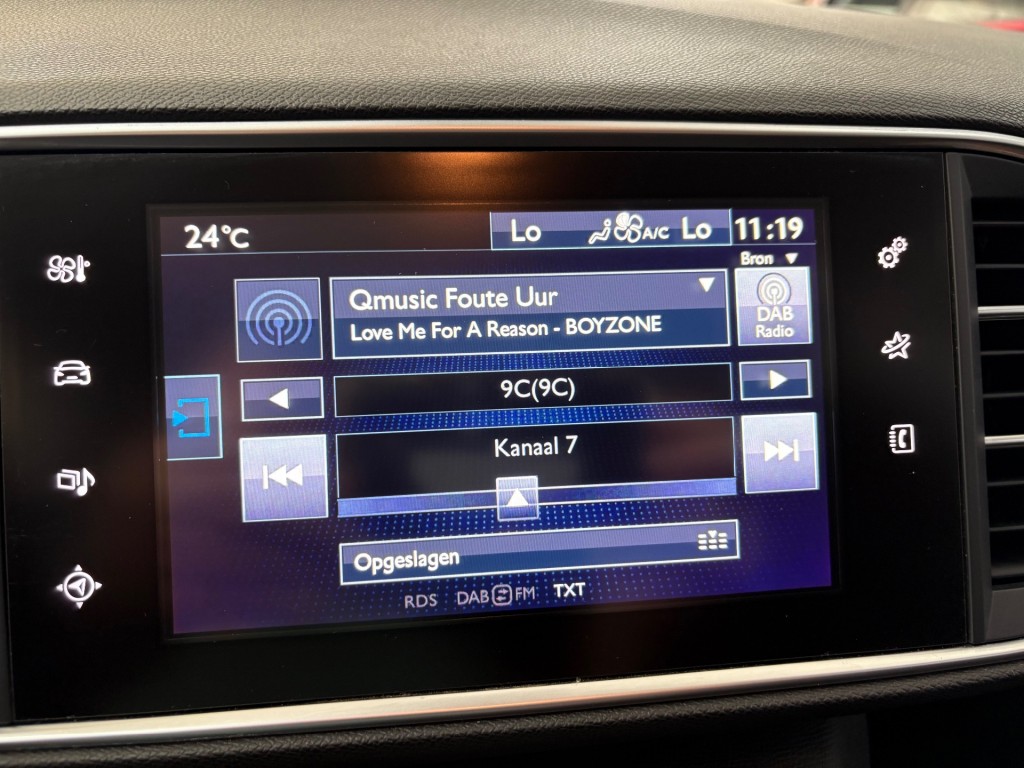 24°C
Lo A/C Lo 11:19
Bron
Qmusic Foute Uur
Love Me For A Reason - BOYZONE
DAB
Radio
9C(9C)
Kanaal 7
Opgeslagen
RDS DAB FM TXT